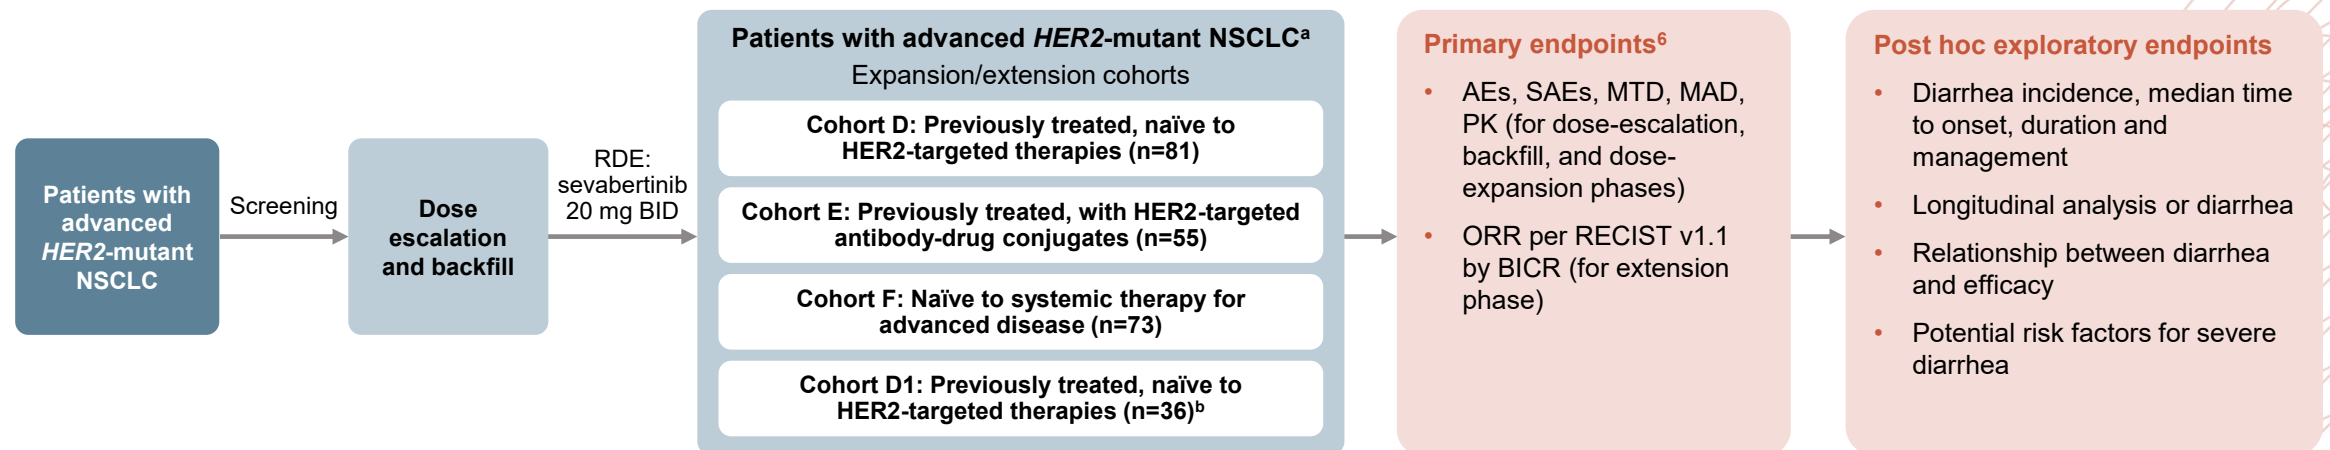 Patients with
advanced
HER2-mutant
NSCLC
Screening
Dose
escalation
and backfill
RDE:
sevabertinib
20 mg BID
Patients with advanced HER2-mutant NSCLCᵃ
Expansion/extension cohorts
Cohort D: Previously treated, naïve to
HER2-targeted therapies (n=81)
Cohort E: Previously treated, with HER2-targeted
antibody-drug conjugates (n=55)
Cohort F: Naïve to systemic therapy for
advanced disease (n=73)
Cohort D1: Previously treated, naïve to
HER2-targeted therapies (n=36)ᵇ
Primary endpoints⁶
• AEs, SAEs, MTD, MAD,
PK (for dose-escalation,
backfill, and dose-
expansion phases)
• ORR per RECIST v1.1
by BICR (for extension
phase)
Post hoc exploratory endpoints
• Diarrhea incidence, median time
to onset, duration and
management
• Longitudinal analysis or diarrhea
• Relationship between diarrhea
and efficacy
• Potential risk factors for severe
diarrhea